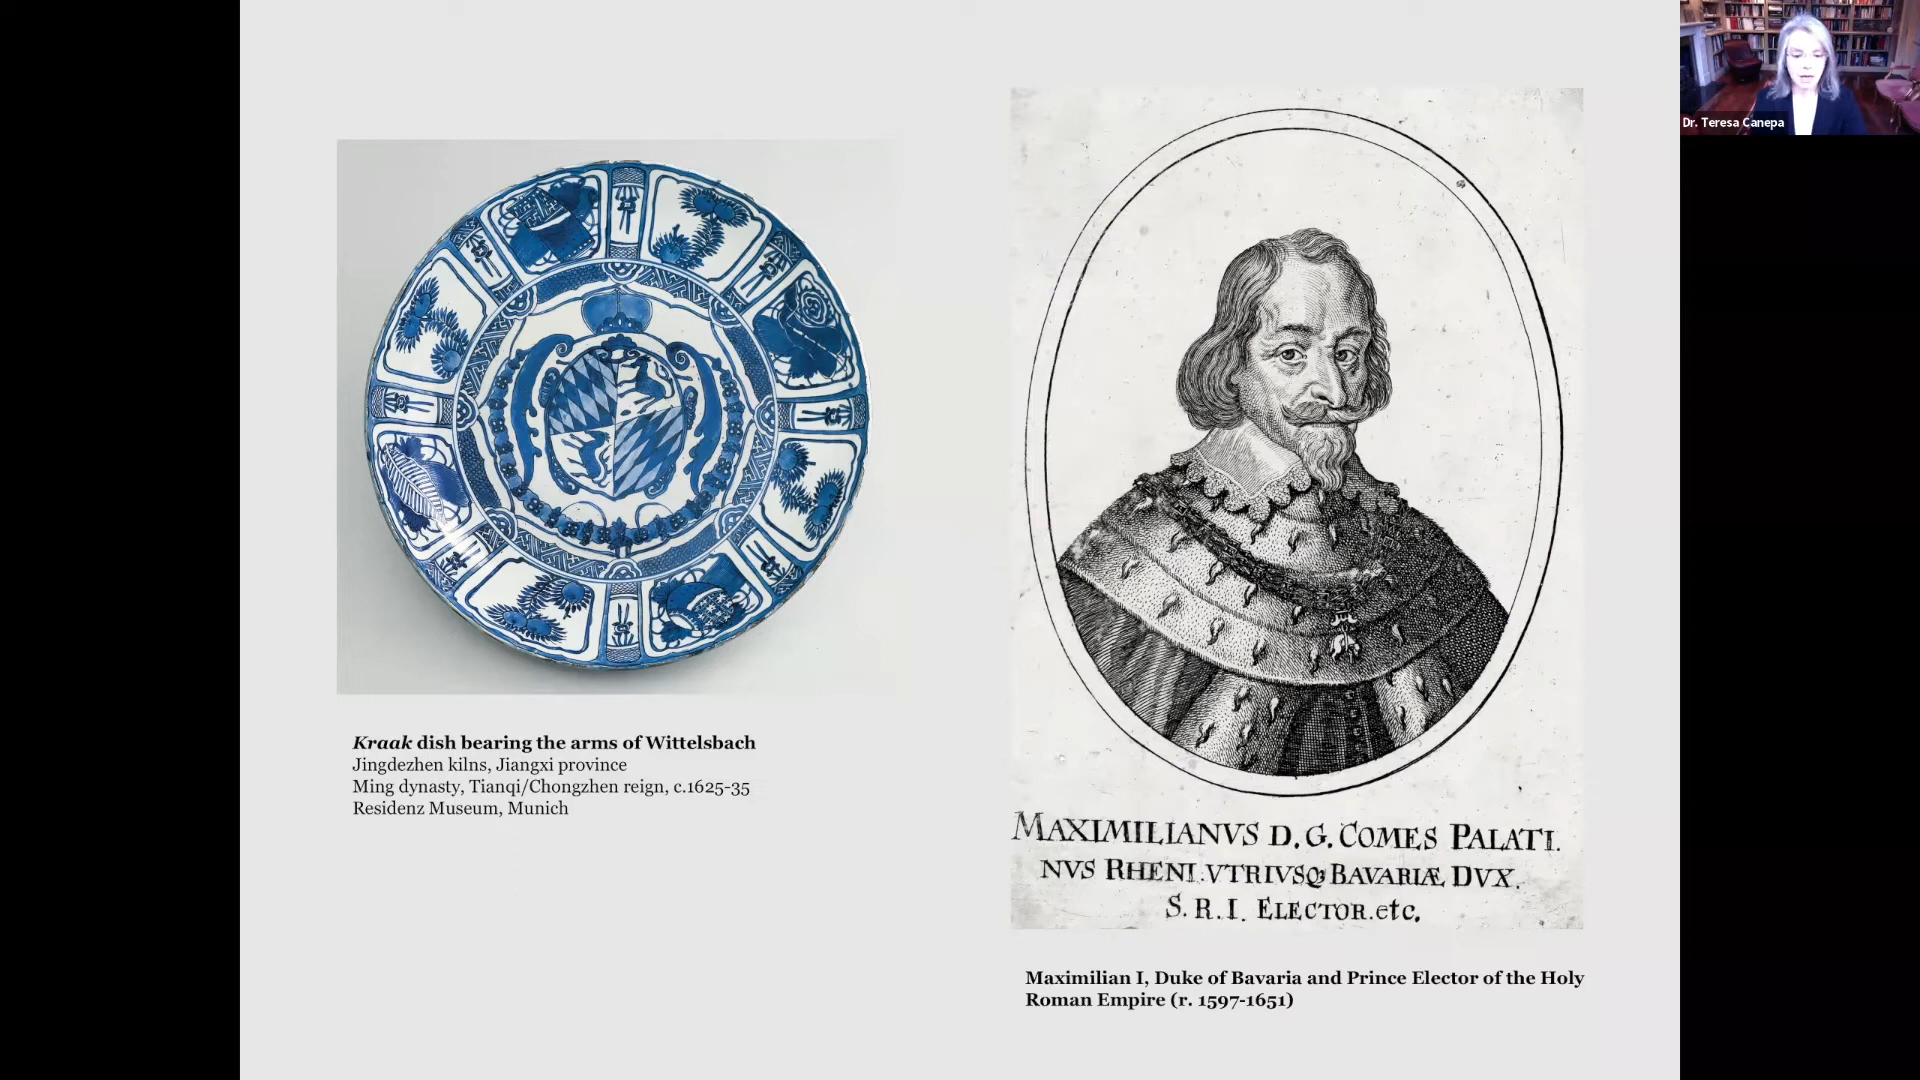 Dr. Teresa Canepa
Kraak dish bearing the arms of Wittelsbach
Jingdezhen kilns, Jiangxi province
Ming dynasty, Tianqi/Chongzhen reign, c.1625-35
Residenz Museum, Munich
MAXIMILIANVS D.G. COMES PALATI.
NVS RHENI.VTRIVSQ; BAVARIÆ DVX.
S. R. I. ELECTOR.etc.
Maximilian I, Duke of Bavaria and Prince Elector of the Holy
Roman Empire (r. 1597-1651)